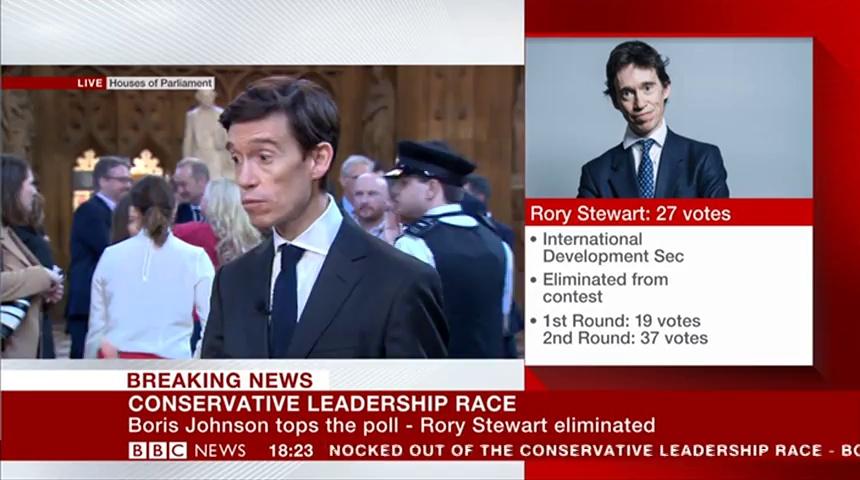 LIVE Houses of Parliament
Rory Stewart: 27 votes
• International
Development Sec
• Eliminated from
contest
• 1st Round: 19 votes
2nd Round: 37 votes
BREAKING NEWS
CONSERVATIVE LEADERSHIP RACE
Boris Johnson tops the poll - Rory Stewart eliminated
BBC NEWS 18:23 NOCKED OUT OF THE CONSERVATIVE LEADERSHIP RACE - BO